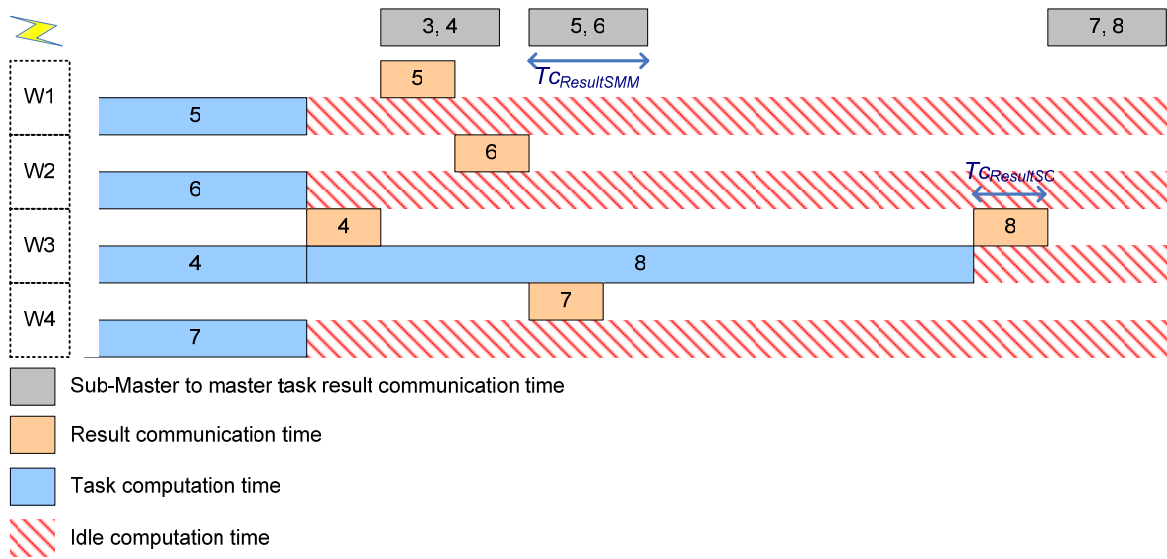 3, 4
5, 6
7, 8
W1
5
Tc_ResultSMM
5
W2
6
6
Tc_ResultSC
W3
4
8
4
8
W4
7
7
Sub-Master to master task result communication time
Result communication time
Task computation time
Idle computation time